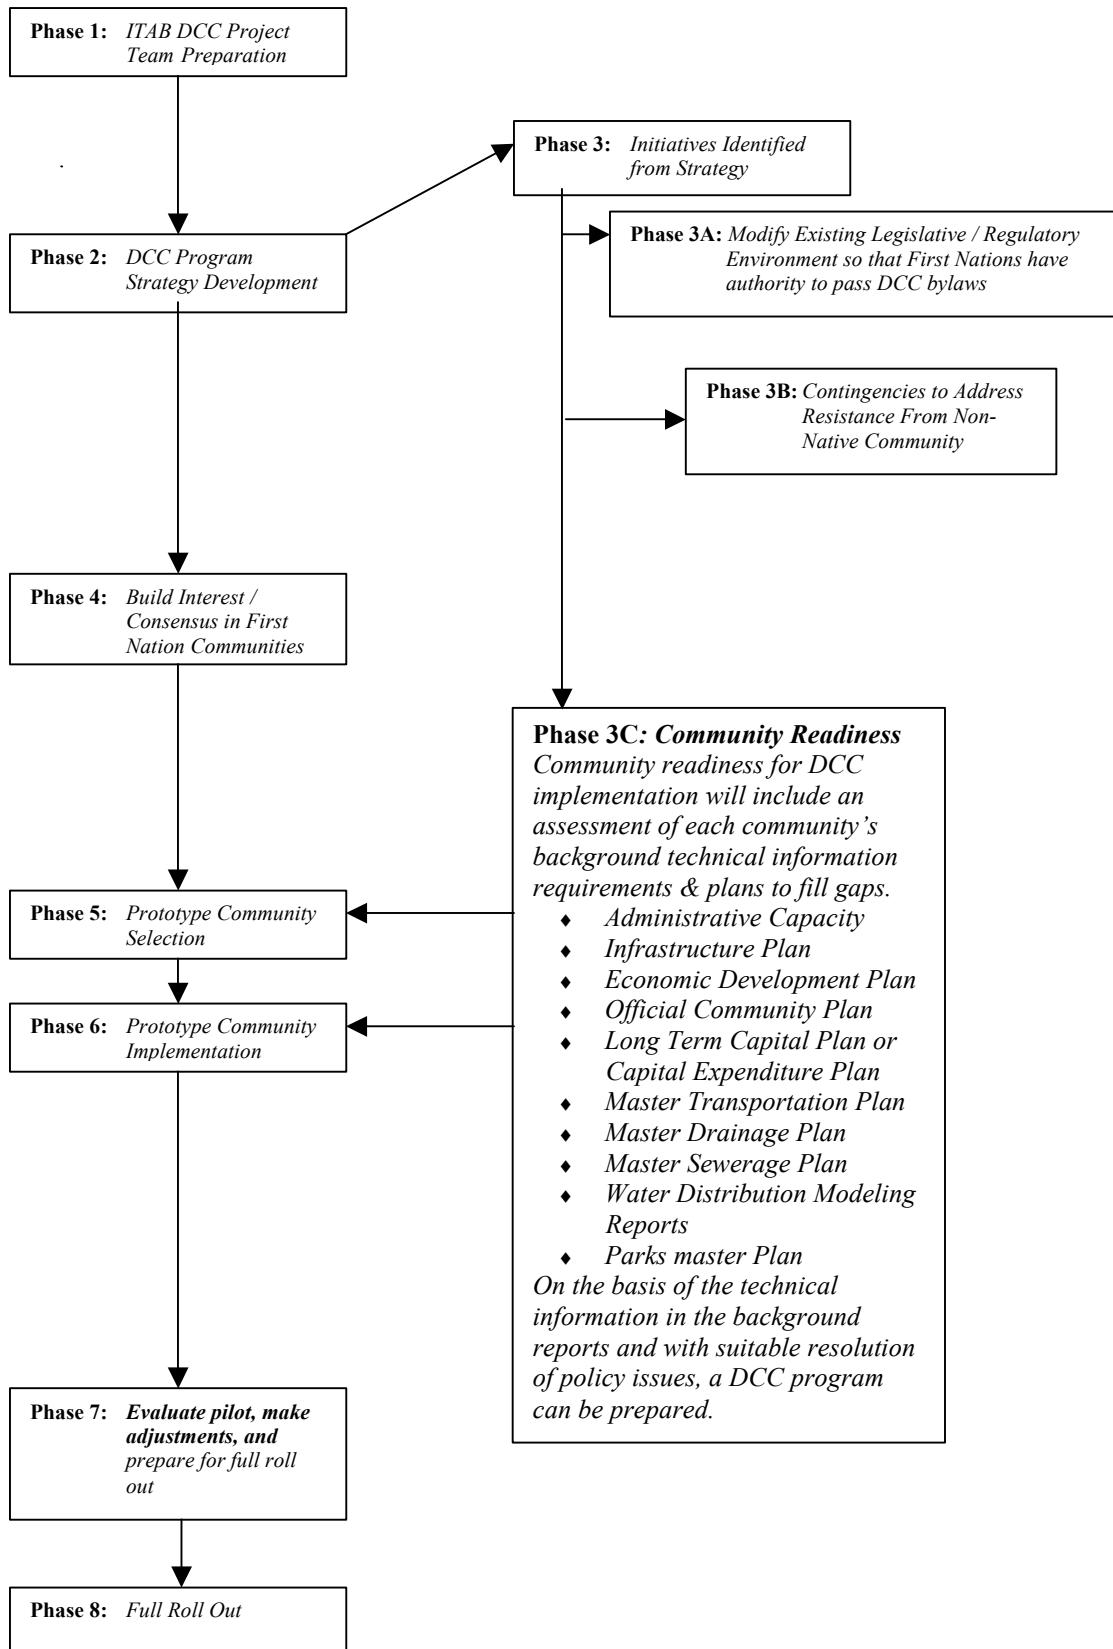 Phase 1: ITAB DCC Project
Team Preparation
Phase 3: Initiatives Identified
from Strategy
Phase 2: DCC Program
Strategy Development
Phase 3A: Modify Existing Legislative / Regulatory
Environment so that First Nations have
authority to pass DCC bylaws
Phase 3B: Contingencies to Address
Resistance From Non-
Native Community
Phase 4: Build Interest /
Consensus in First
Nation Communities
Phase 3C: Community Readiness
Community readiness for DCC
implementation will include an
assessment of each community’s
background technical information
requirements & plans to fill gaps.
♦ Administrative Capacity
♦ Infrastructure Plan
♦ Economic Development Plan
♦ Official Community Plan
♦ Long Term Capital Plan or
Capital Expenditure Plan
♦ Master Transportation Plan
♦ Master Drainage Plan
♦ Master Sewerage Plan
♦ Water Distribution Modeling
Reports
♦ Parks master Plan
On the basis of the technical
information in the background
reports and with suitable resolution
of policy issues, a DCC program
can be prepared.
Phase 5: Prototype Community
Selection
Phase 6: Prototype Community
Implementation
Phase 7: Evaluate pilot, make
adjustments, and
prepare for full roll
out
Phase 8: Full Roll Out